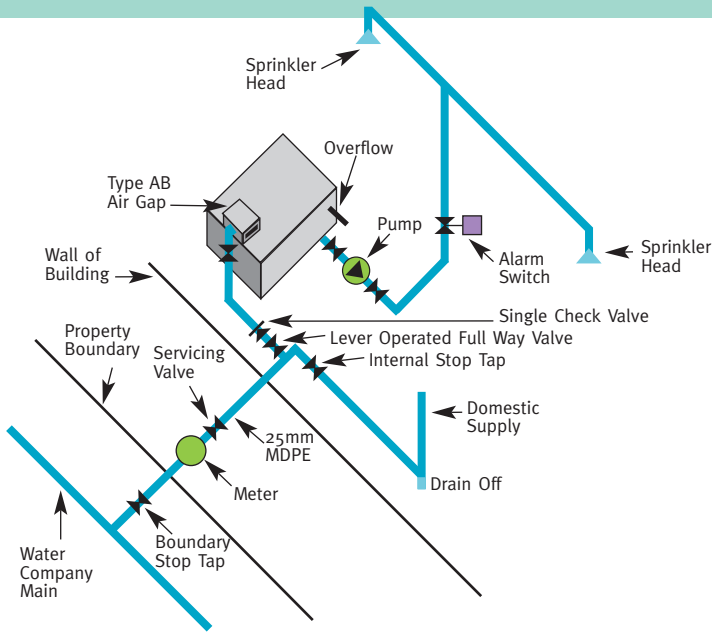 Sprinkler
Head
Overflow
Type AB
Air Gap
Pump
Alarm
Switch
Sprinkler
Head
Wall of
Building
Single Check Valve
Lever Operated Full Way Valve
Internal Stop Tap
Property
Boundary
Servicing
Valve
Domestic
Supply
25mm
MDPE
Drain Off
Meter
Boundary
Stop Tap
Water
Company
Main